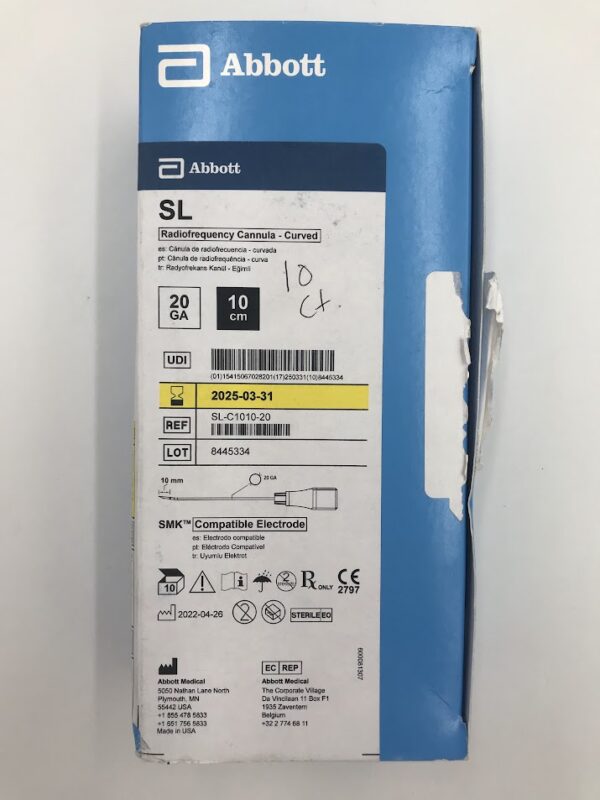 Abbott
Abbott
SL
Radiofrequency Cannula - Curved
es: Cánula de radiofrecuencia - curvada
pt: Cânula de radiofrequência - curva
tr: Radyofrekans Kanül - Eğimli
10
ct.
20
GA
10
cm
UDI
(01)15415067028201(17)250331(10)8445334
2025-03-31
REF SL-C1010-20
LOT 8445334
10 mm
20 GA
SMK™ Compatible Electrode
es: Electrodo compatible
pt: Eléctrodo Compatível
tr: Uyumlu Elektrot
10
2
STERILIZE
Rx ONLY
CE
2797
2022-04-26
2
STERILE EO
600081307
Abbott Medical
5050 Nathan Lane North
Plymouth, MN
55442 USA
+1 855 478 5833
+1 651 756 5833
Made in USA
EC REP
Abbott Medical
The Corporate Village
Da Vincilaan 11 Box F1
1935 Zaventem
Belgium
+32 2 774 68 11